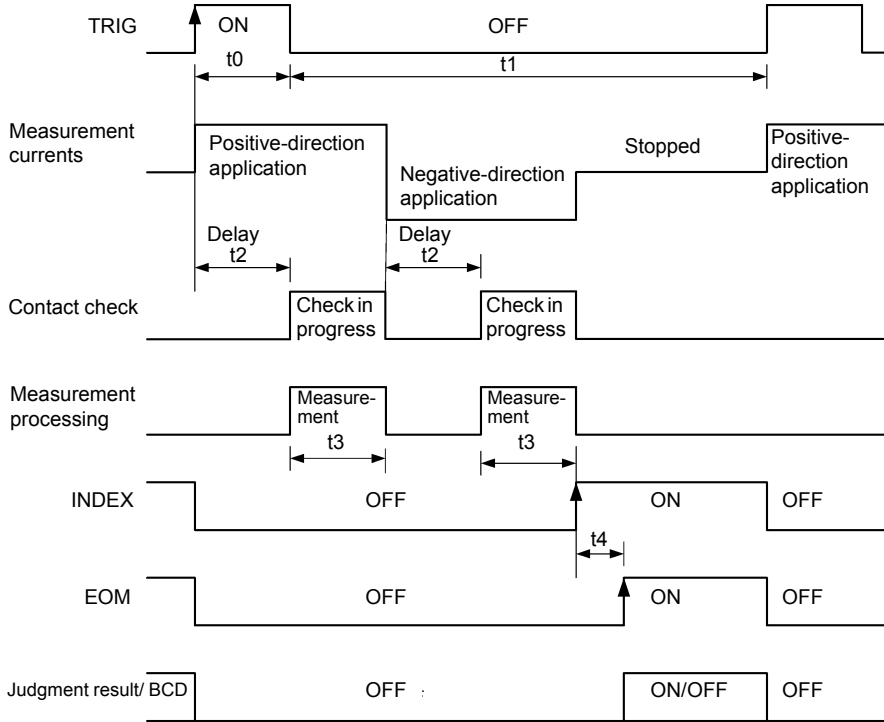 TRIG
ON
OFF
t0
t1
Measurement
currents
Positive-direction
application
Negative-direction
application
Stopped
Positive-
direction
application
Delay
t2
Delay
t2
Contact check
Check in
progress
Check in
progress
Measurement
processing
Measure-
ment
t3
Measure-
ment
t3
INDEX
OFF
ON
OFF
t4
EOM
OFF
ON
OFF
Judgment result/ BCD
OFF
ON/OFF
OFF